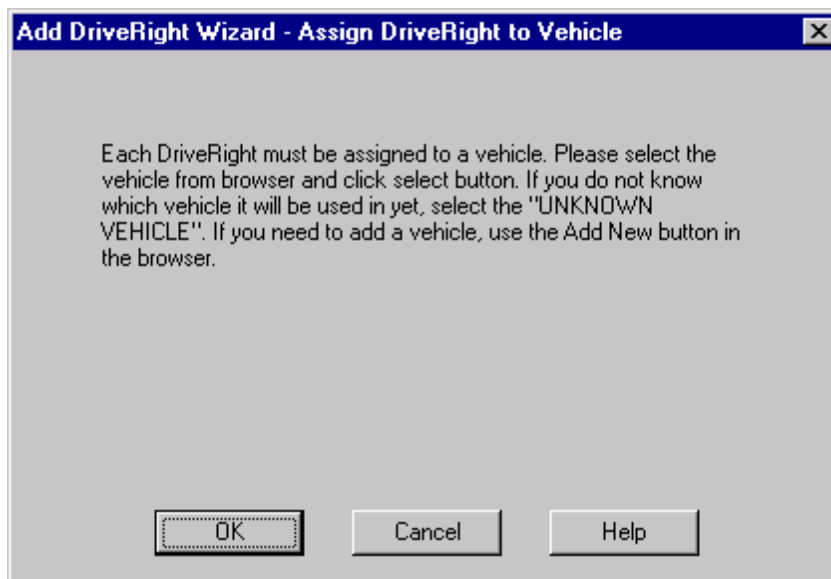 Add DriveRight Wizard - Assign DriveRight to Vehicle
Each DriveRight must be assigned to a vehicle. Please select the
vehicle from browser and click select button. If you do not know
which vehicle it will be used in yet, select the "UNKNOWN
VEHICLE". If you need to add a vehicle, use the Add New button in
the browser.
OK
Cancel
Help